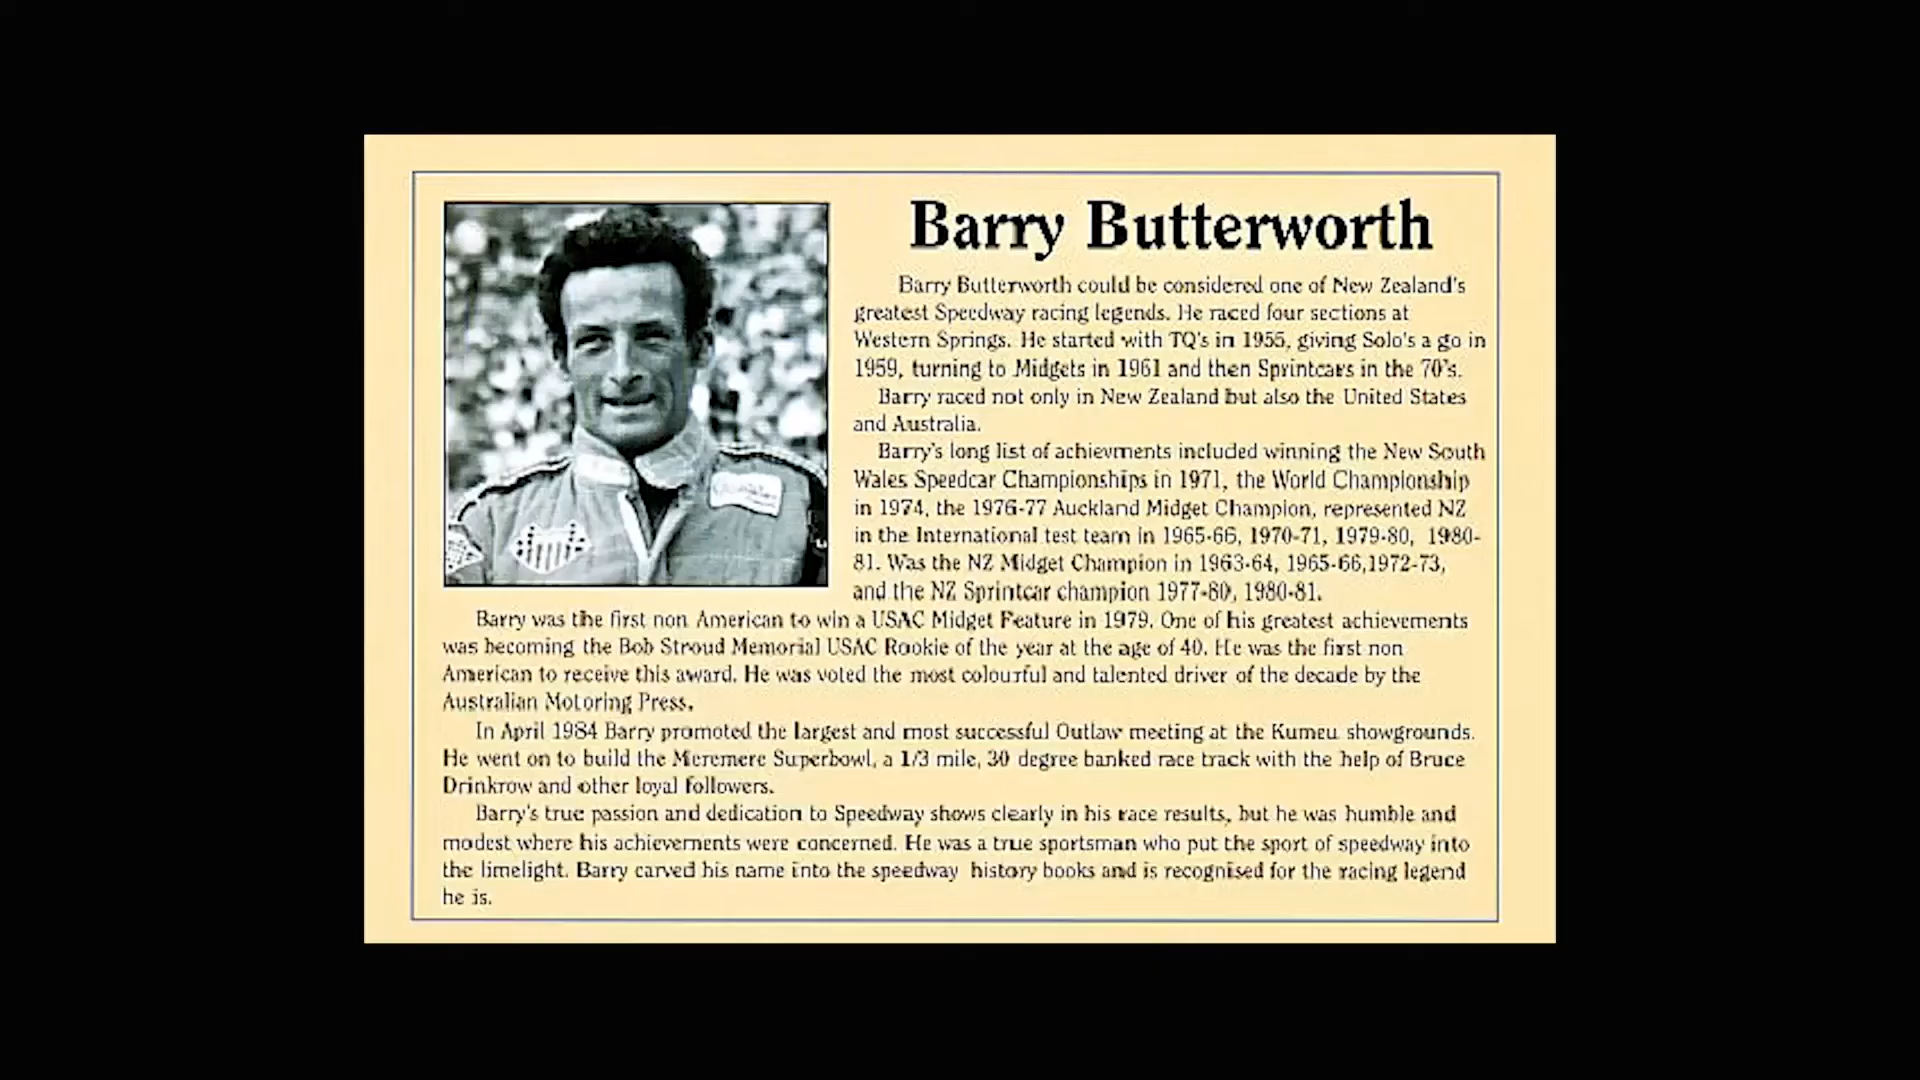 Barry Butterworth
Barry Butterworth could be considered one of New Zealand's
greatest Speedway racing legends. He raced four sections at
Western Springs. He started with TQ's in 1955, giving Solo's a go in
1959, turning to Midgets in 1961 and then Sprintcars in the 70's.
Barry raced not only in New Zealand but also the United States
and Australia.
Barry's long list of achievments included winning the New South
Wales Speedcar Championships in 1971, the World Championship
in 1974, the 1976-77 Auckland Midget Champion, represented NZ
in the International test team in 1965-66, 1970-71, 1979-80, 1980-
81. Was the NZ Midget Champion in 1963-64, 1965-66,1972-73,
and the NZ Sprintcar champion 1977-80, 1980-81.
Barry was the first non American to win a USAC Midget Feature in 1979. One of his greatest achievements
was becoming the Bob Stroud Memorial USAC Rookie of the year at the age of 40. He was the first non
American to receive this award. He was voted the most colourful and talented driver of the decade by the
Australian Motoring Press.
In April 1984 Barry promoted the largest and most successful Outlaw meeting at the Kumeu showgrounds.
He went on to build the Meremere Superbowl, a 1/3 mile, 30 degree banked race track with the help of Bruce
Drinkrow and other loyal followers.
Barry's true passion and dedication to Speedway shows clearly in his race results, but he was humble and
modest where his achievements were concerned. He was a true sportsman who put the sport of speedway into
the limelight. Barry carved his name into the speedway history books and is recognised for the racing legend
he is.